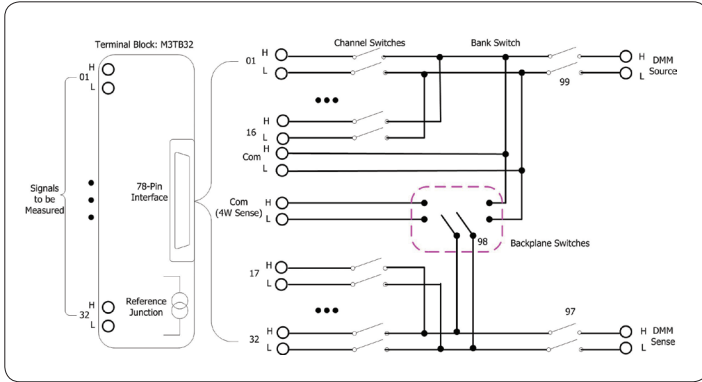 Terminal Block: M3TB32
Channel Switches
Bank Switch
H
01
L
Signals
to be
Measured
78-Pin
Interface
Reference
Junction
H
32
L
H
01
L
H
16
L
H
Com
L
Com
(4W Sense)
H
L
H
17
L
H
32
L
99
H
L
DMM
Source
98
Backplane Switches
97
H
L
DMM
Sense